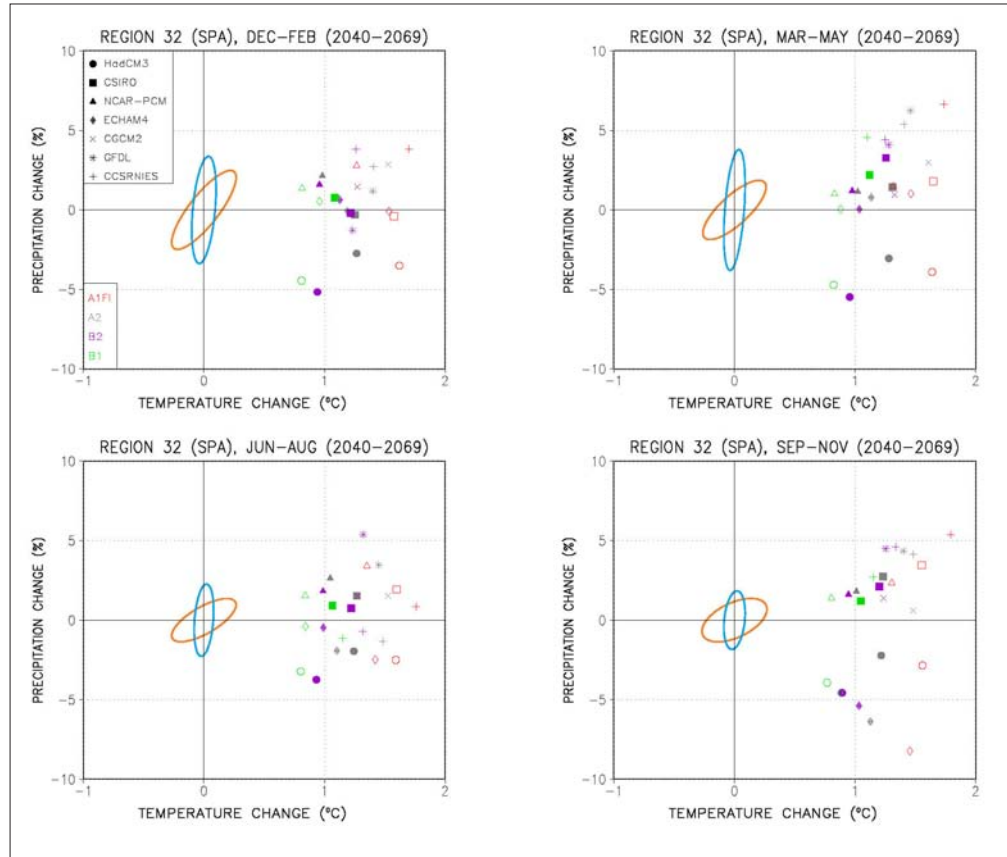 REGION 32 (SPA), DEC-FEB (2040-2069)
10
5
0
-5
-10
PRECIPITATION CHANGE (%)
HadCM3
CSIRO
NCAR-PCM
ECHAM4
CGCM2
GFDL
CCSRNIES
A1FI
A2
B2
B1
-1
0
1
2
TEMPERATURE CHANGE (ºC)
REGION 32 (SPA), MAR-MAY (2040-2069)
10
5
0
-5
-10
PRECIPITATION CHANGE (%)
-1
0
1
2
TEMPERATURE CHANGE (ºC)
REGION 32 (SPA), JUN-AUG (2040-2069)
10
5
0
-5
-10
PRECIPITATION CHANGE (%)
-1
0
1
2
TEMPERATURE CHANGE (ºC)
REGION 32 (SPA), SEP-NOV (2040-2069)
10
5
0
-5
-10
PRECIPITATION CHANGE (%)
-1
0
1
2
TEMPERATURE CHANGE (ºC)